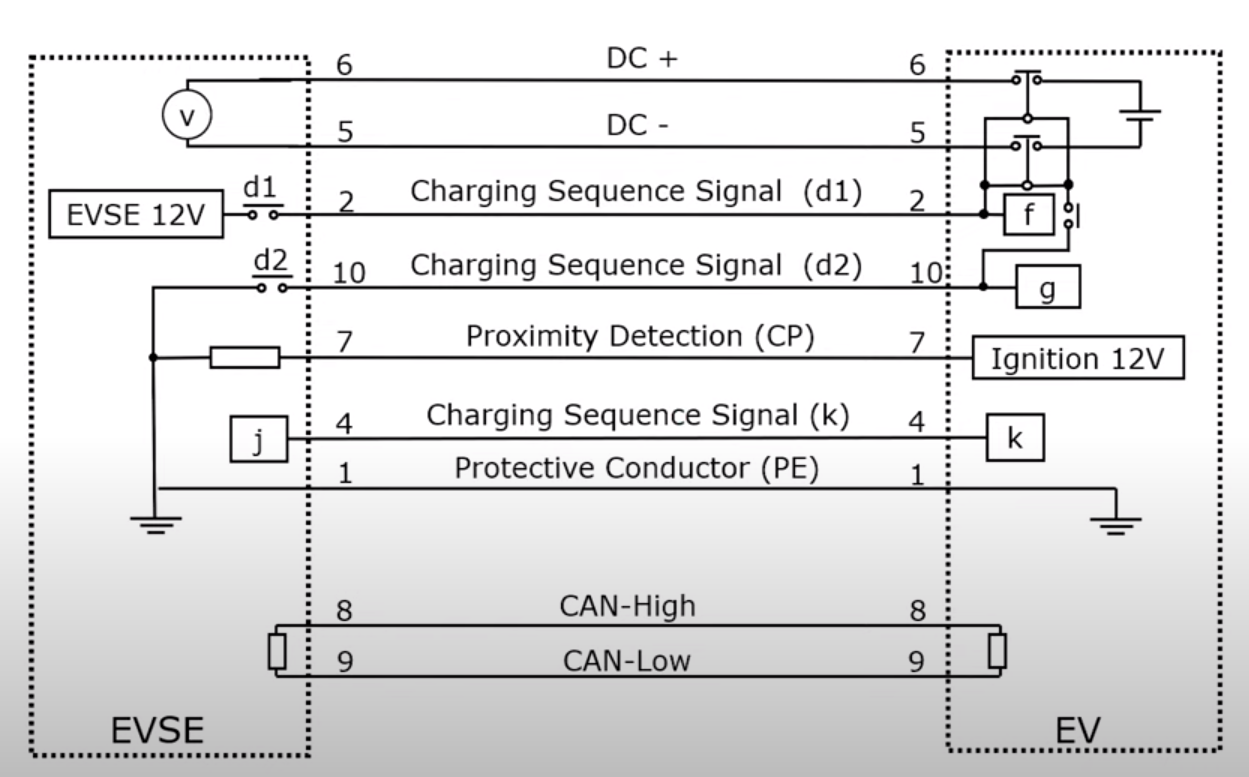 6 DC + 6
v
5 DC - 5
d1
EVSE 12V 2 Charging Sequence Signal (d1) 2 f
d2
10 Charging Sequence Signal (d2) 10 g
7 Proximity Detection (CP) 7 Ignition 12V
j 4 Charging Sequence Signal (k) 4 k
1 Protective Conductor (PE) 1
8 CAN-High 8
9 CAN-Low 9
EVSE EV